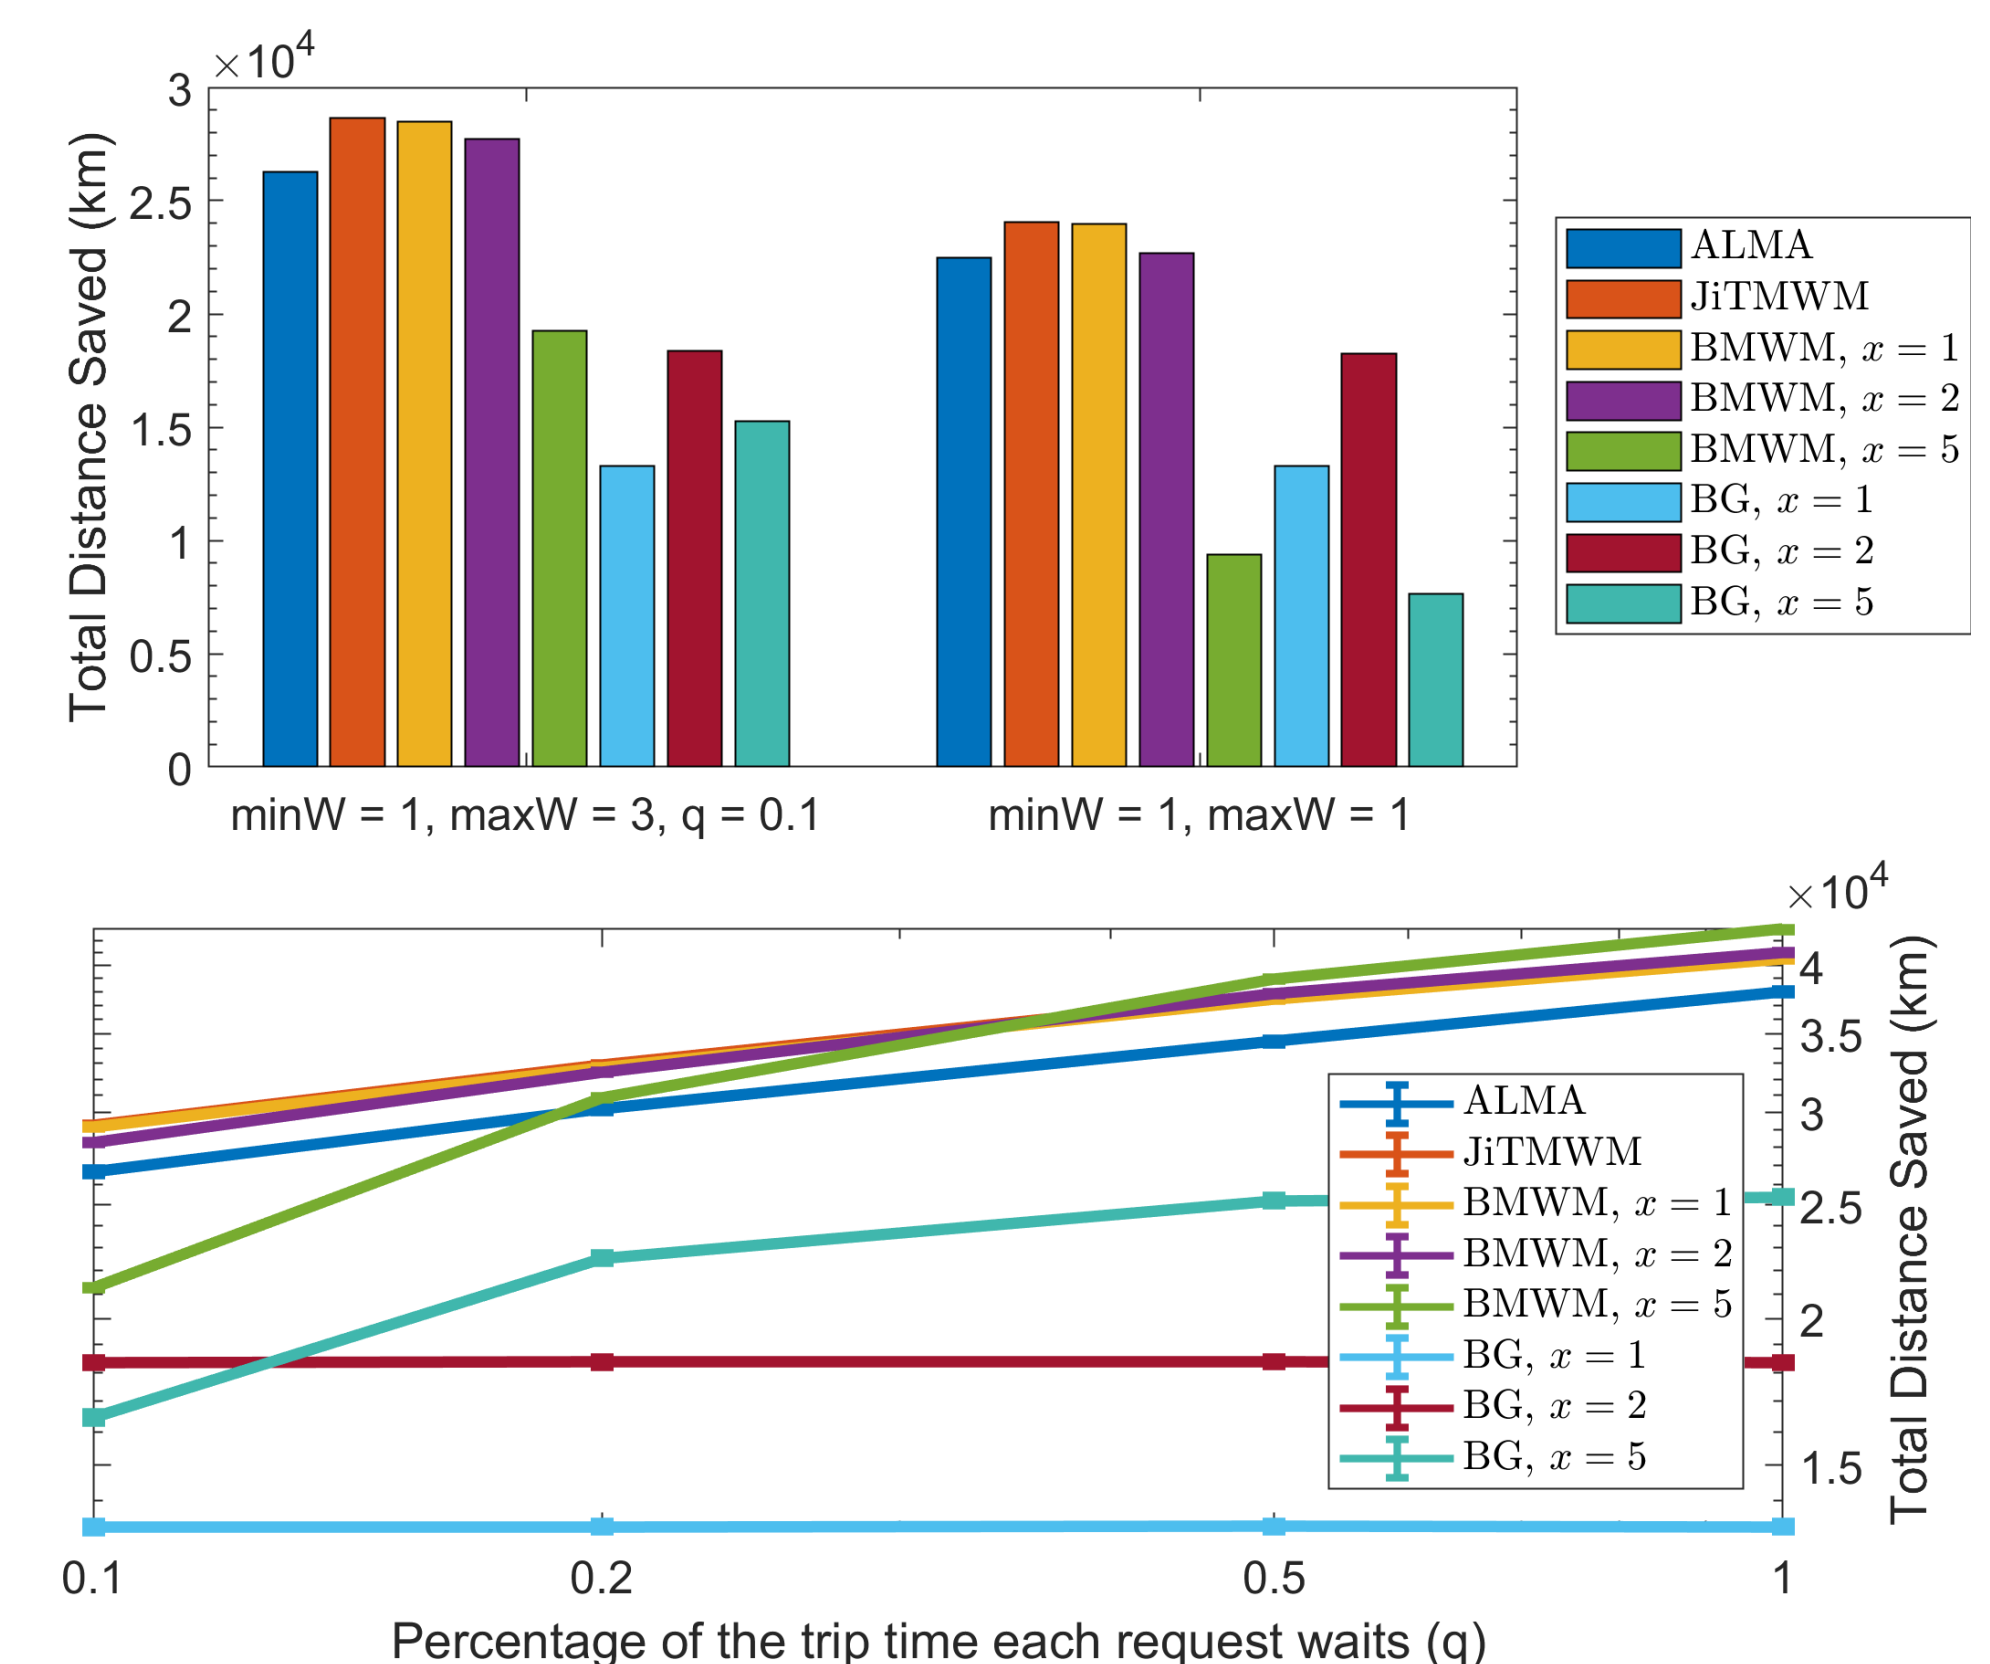 ×10⁴
3
2.5
2
1.5
1
0.5
0
Total Distance Saved (km)
minW = 1, maxW = 3, q = 0.1
minW = 1, maxW = 1
ALMA
JiTMWM
BMWM, x = 1
BMWM, x = 2
BMWM, x = 5
BG, x = 1
BG, x = 2
BG, x = 5
×10⁴
4
3.5
3
2.5
2
1.5
Total Distance Saved (km)
ALMA
JiTMWM
BMWM, x = 1
BMWM, x = 2
BMWM, x = 5
BG, x = 1
BG, x = 2
BG, x = 5
0.1
0.2
0.5
1
Percentage of the trip time each request waits (q)